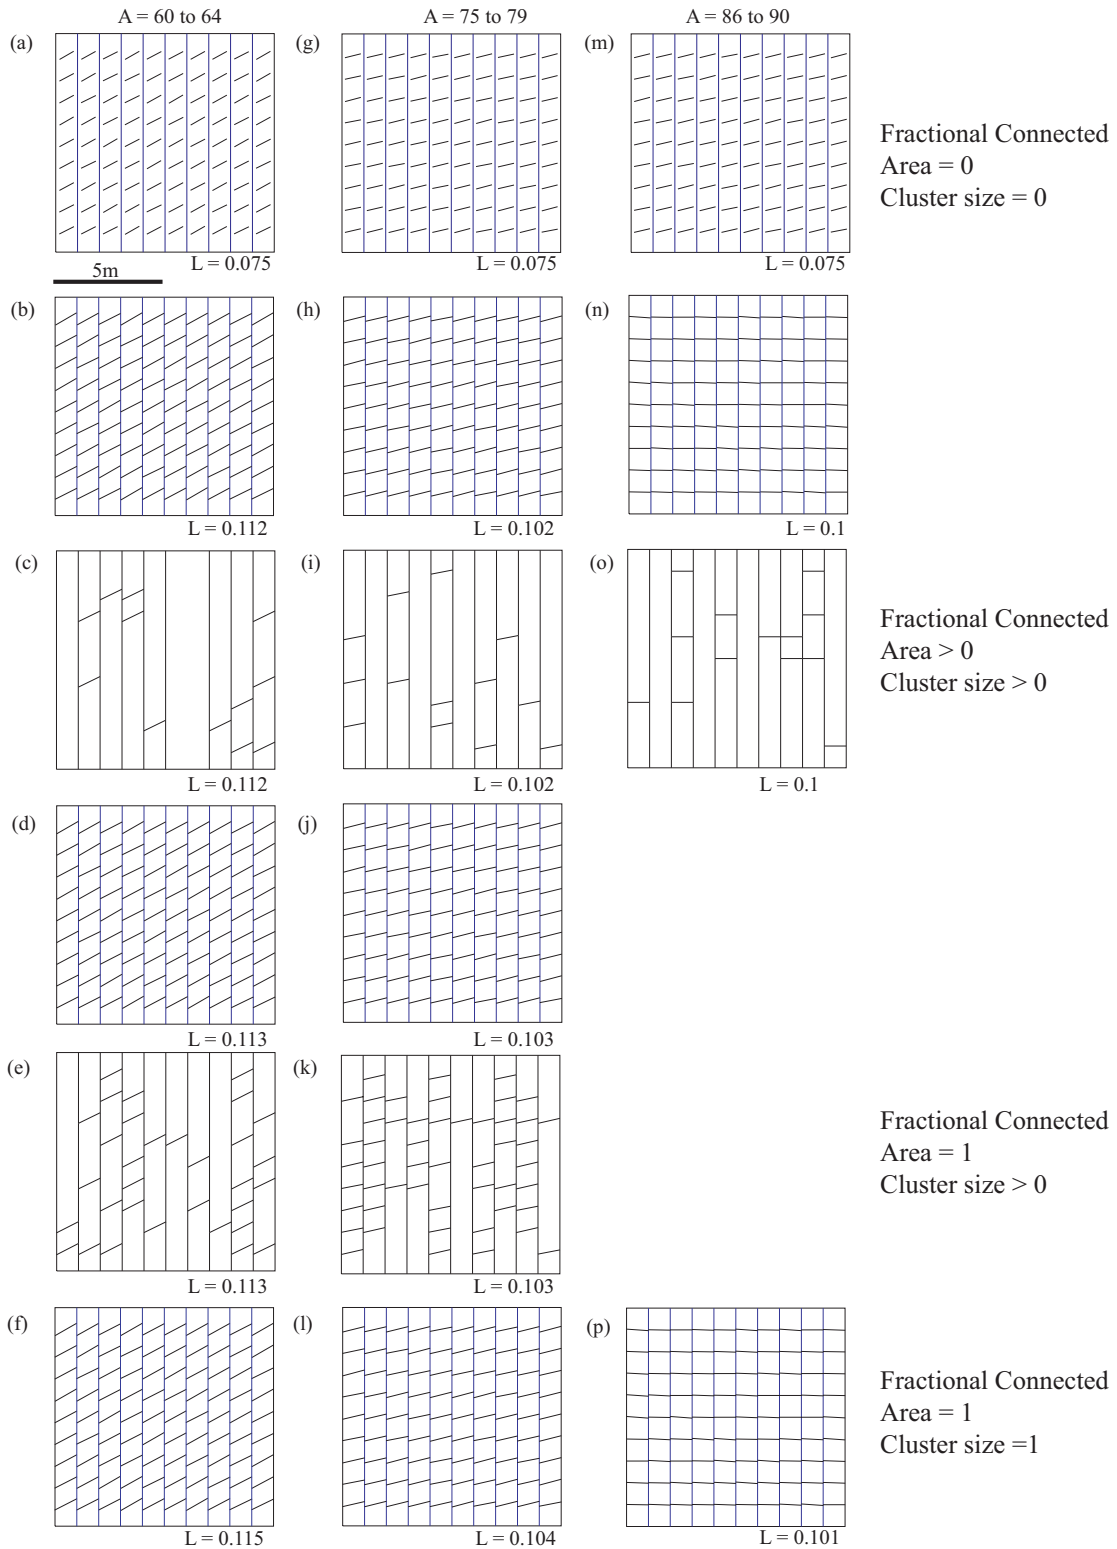 A = 60 to 64
A = 75 to 79
A = 86 to 90
(a)
(g)
(m)
Fractional Connected
Area = 0
Cluster size = 0
L = 0.075
L = 0.075
L = 0.075
5m
(b)
(h)
(n)
L = 0.112
L = 0.102
L = 0.1
(c)
(i)
(o)
Fractional Connected
Area > 0
Cluster size > 0
L = 0.112
L = 0.102
L = 0.1
(d)
(j)
L = 0.113
L = 0.103
(e)
(k)
Fractional Connected
Area = 1
Cluster size > 0
L = 0.113
L = 0.103
(f)
(l)
(p)
Fractional Connected
Area = 1
Cluster size =1
L = 0.115
L = 0.104
L = 0.101